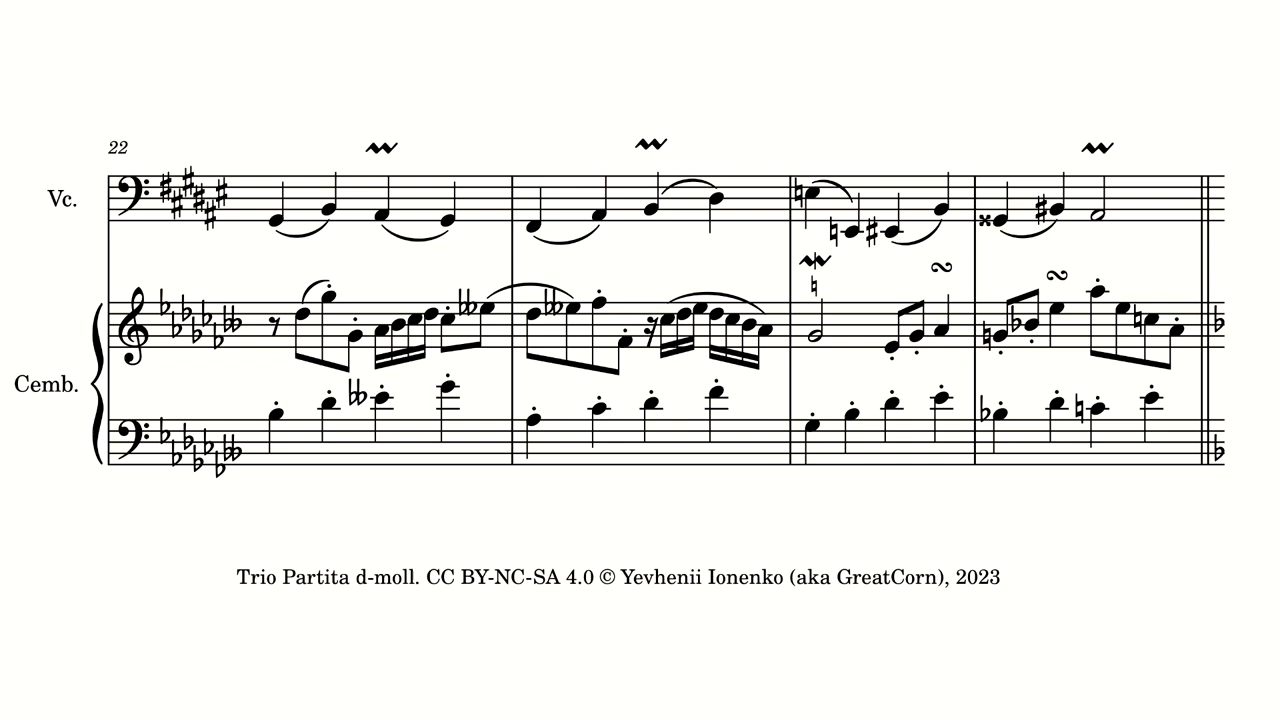 22
Vc.
Cemb.
Trio Partita d-moll. CC BY-NC-SA 4.0 © Yevhenii Ionenko (aka GreatCorn), 2023